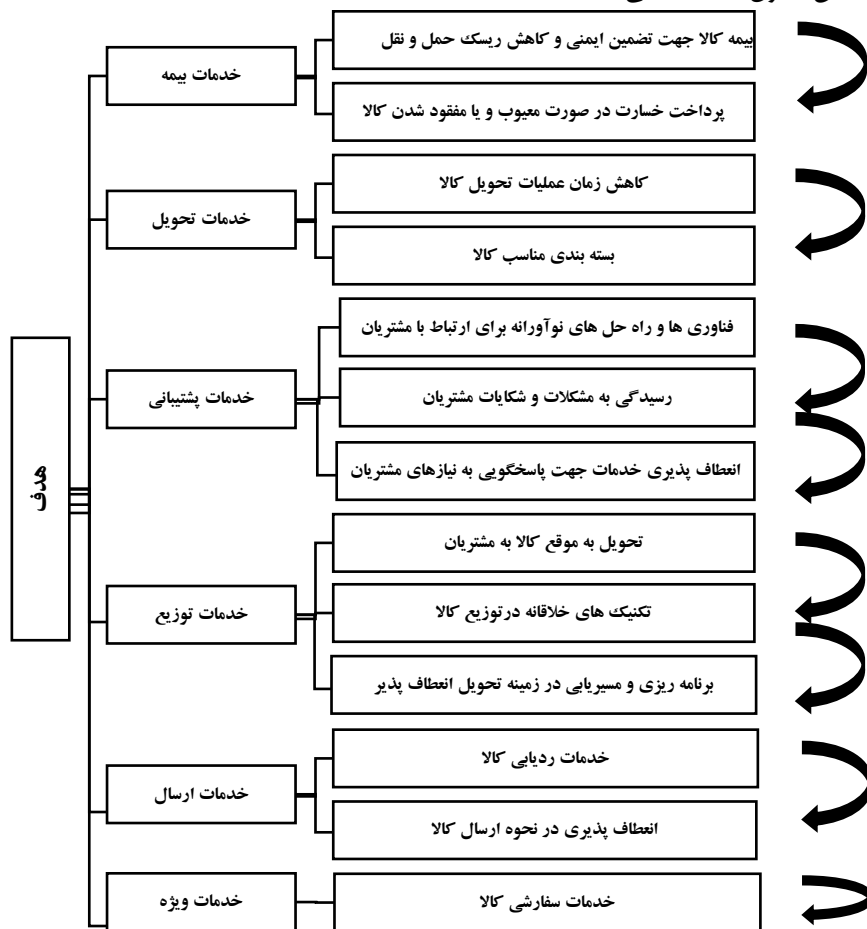 هدف
خدمات بیمه
بیمه کالا جهت تضمین ایمنی و کاهش ریسک حمل و نقل
پرداخت خسارت در صورت معیوب و یا مفقود شدن کالا
خدمات تحویل
کاهش زمان عملیات تحویل کالا
بسته بندی مناسب کالا
خدمات پشتیبانی
فناوری ها و راه حل های نوآورانه برای ارتباط با مشتریان
رسیدگی به مشکلات و شکایات مشتریان
انعطاف پذیری خدمات جهت پاسخگویی به نیازهای مشتریان
خدمات توزیع
تحویل به موقع کالا به مشتریان
تکنیک های خلاقانه درتوزیع کالا
برنامه ریزی و مسیریابی در زمینه تحویل انعطاف پذیر
خدمات ارسال
خدمات ردیابی کالا
انعطاف پذیری در نحوه ارسال کالا
خدمات ویژه
خدمات سفارشی کالا